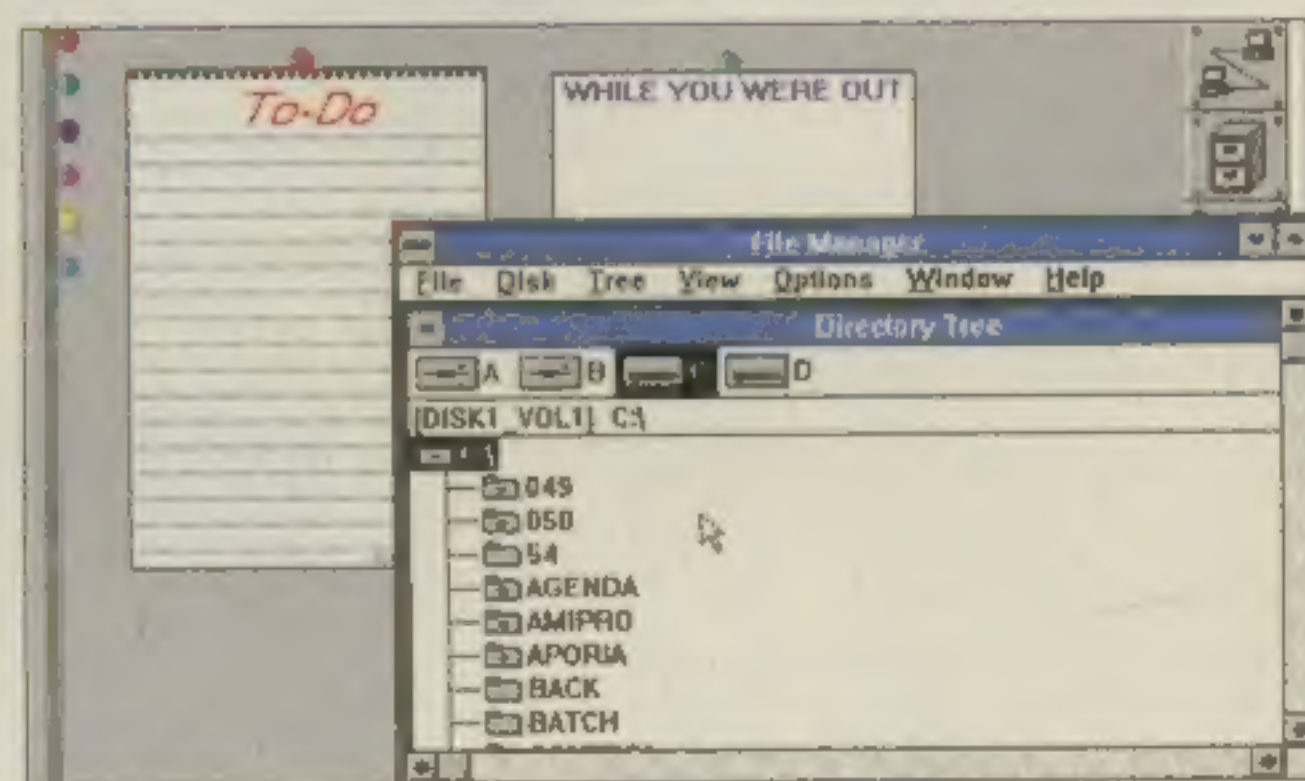 To-Do
WHILE YOU WERE OUT
File Manager
File Disk Tree View Options Window Help
Directory Tree
A B C D
[DISK1_VOL1] C:\
C:\
049
050
54
AGENDA
AMIPRO
APORIA
BACK
BATCH